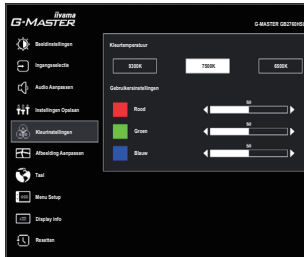 iiyama
G-MASTER
G-MASTER GB2760HSU
Beeldinstellingen
Ingangsselectie
Audio Aanpassen
Instellingen Opslaan
Kleurinstellingen
Afbeelding Aanpassen
Taal
Menu Setup
Display info
Resetten
Kleurtemperatuur
9300K 7500K 6500K
Gebruikersinstellingen
Rood 50
Groen 50
Blauw 50